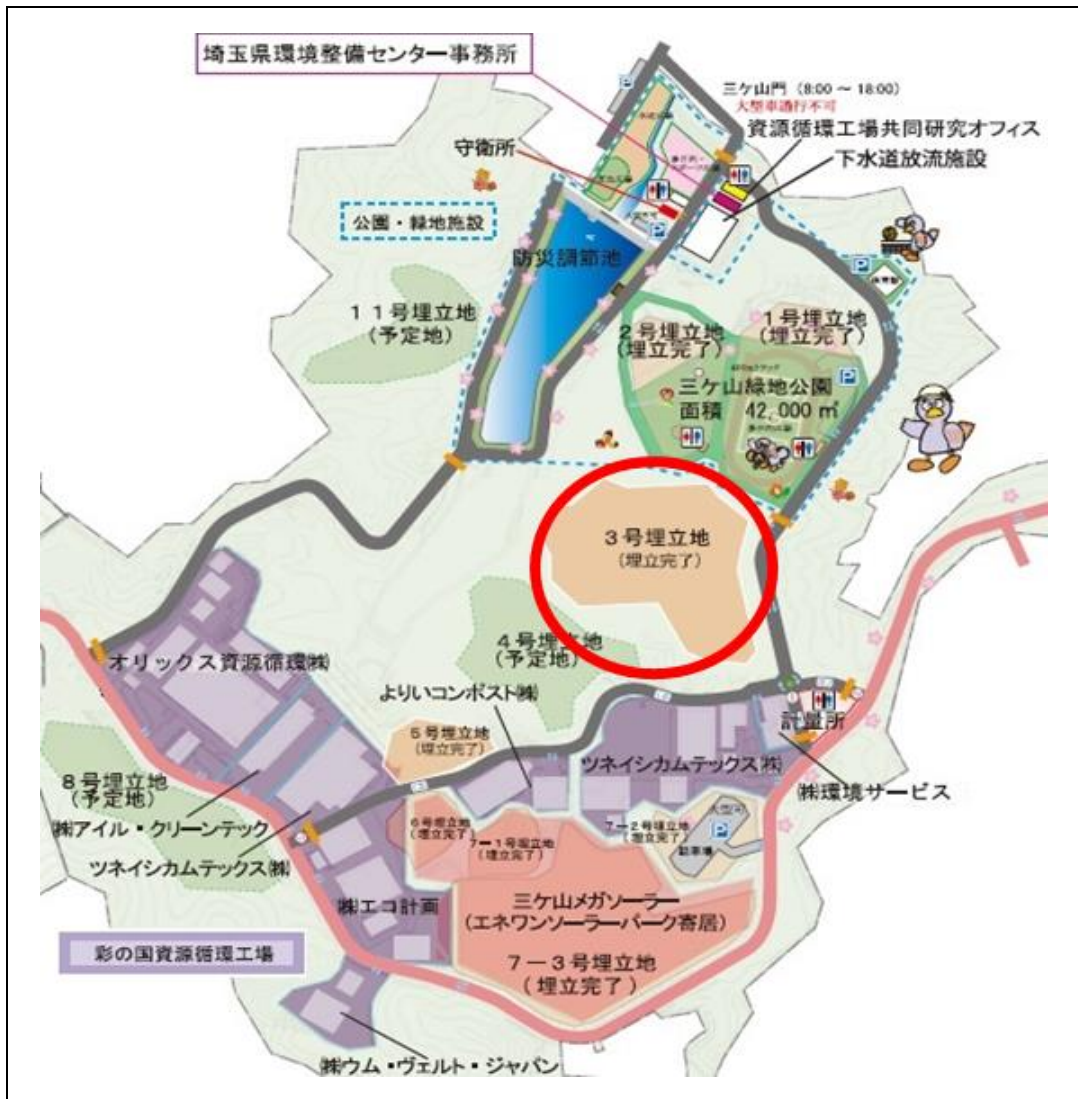 埼玉県環境整備センター事務所
三ケ山門 (8:00 ～ 18:00)
大型車通行不可
資源循環工場共同研究オフィス
守衛所
下水道放流施設
公園・緑地施設
防災調節池
11号埋立地
(予定地)
2号埋立地
(埋立完了)
1号埋立地
(埋立完了)
三ケ山緑地公園
面積 42,000 ㎡
3号埋立地
(埋立完了)
4号埋立地
(予定地)
オリックス資源循環㈱
よりいコンポスト㈱
計量所
5号埋立地
(埋立完了)
ツネイシカムテックス㈱
㈱環境サービス
8号埋立地
(予定地)
㈱アイル・クリーンテック
ツネイシカムテックス㈱
6号埋立地
(埋立完了)
7ー1号埋立地
(埋立完了)
7ー2号埋立地
(埋立完了)
駐車場
㈱エコ計画
三ケ山メガソーラー
(エネワンソーラーパーク寄居)
7ー3号埋立地
(埋立完了)
彩の国資源循環工場
㈱ウム・ヴェルト・ジャパン